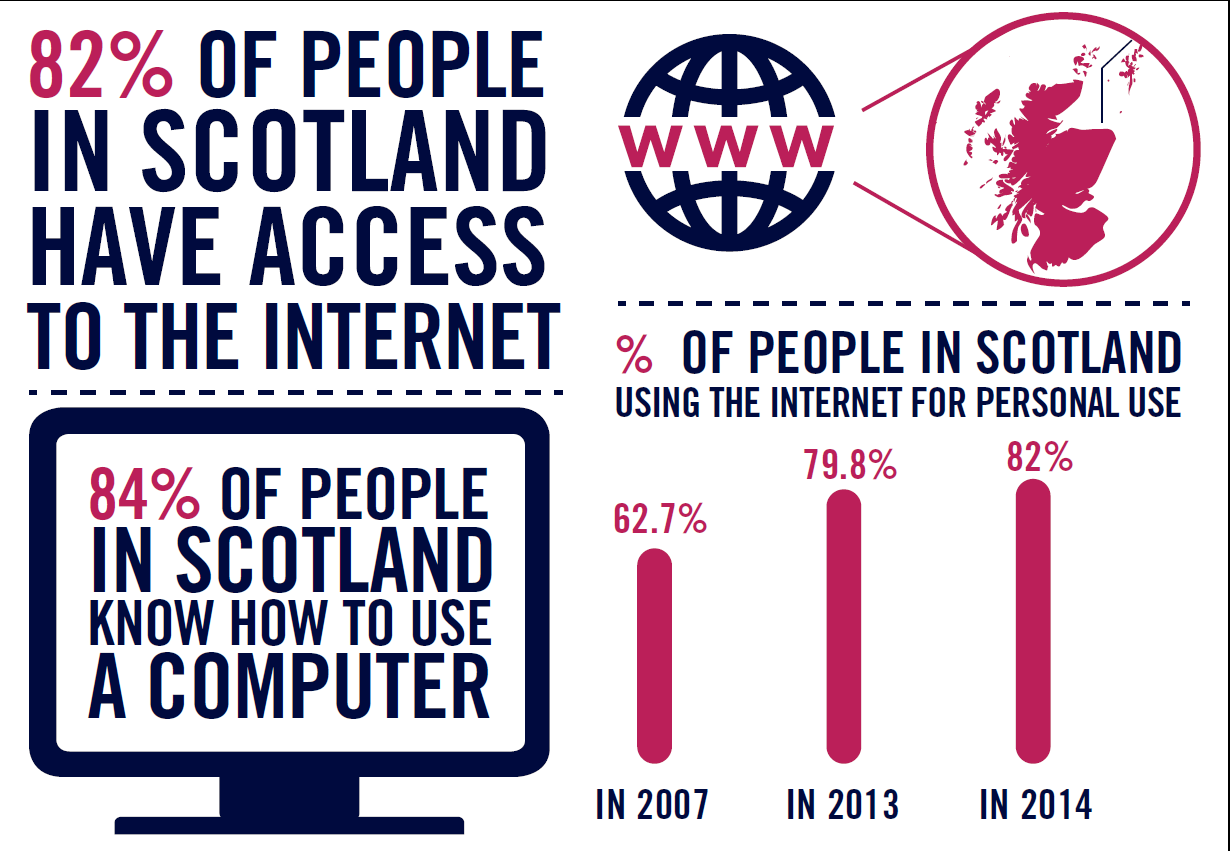 82% OF PEOPLE
IN SCOTLAND
HAVE ACCESS
TO THE INTERNET
84% OF PEOPLE
IN SCOTLAND
KNOW HOW TO USE
A COMPUTER
WWW
% OF PEOPLE IN SCOTLAND
USING THE INTERNET FOR PERSONAL USE
62.7% 79.8% 82%
IN 2007 IN 2013 IN 2014